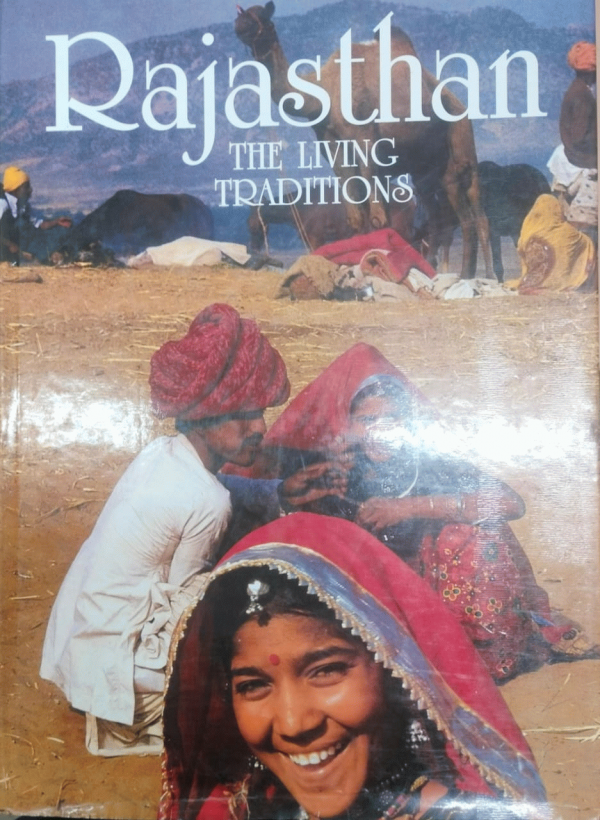 Rajasthan
THE LIVING
TRADITIONS